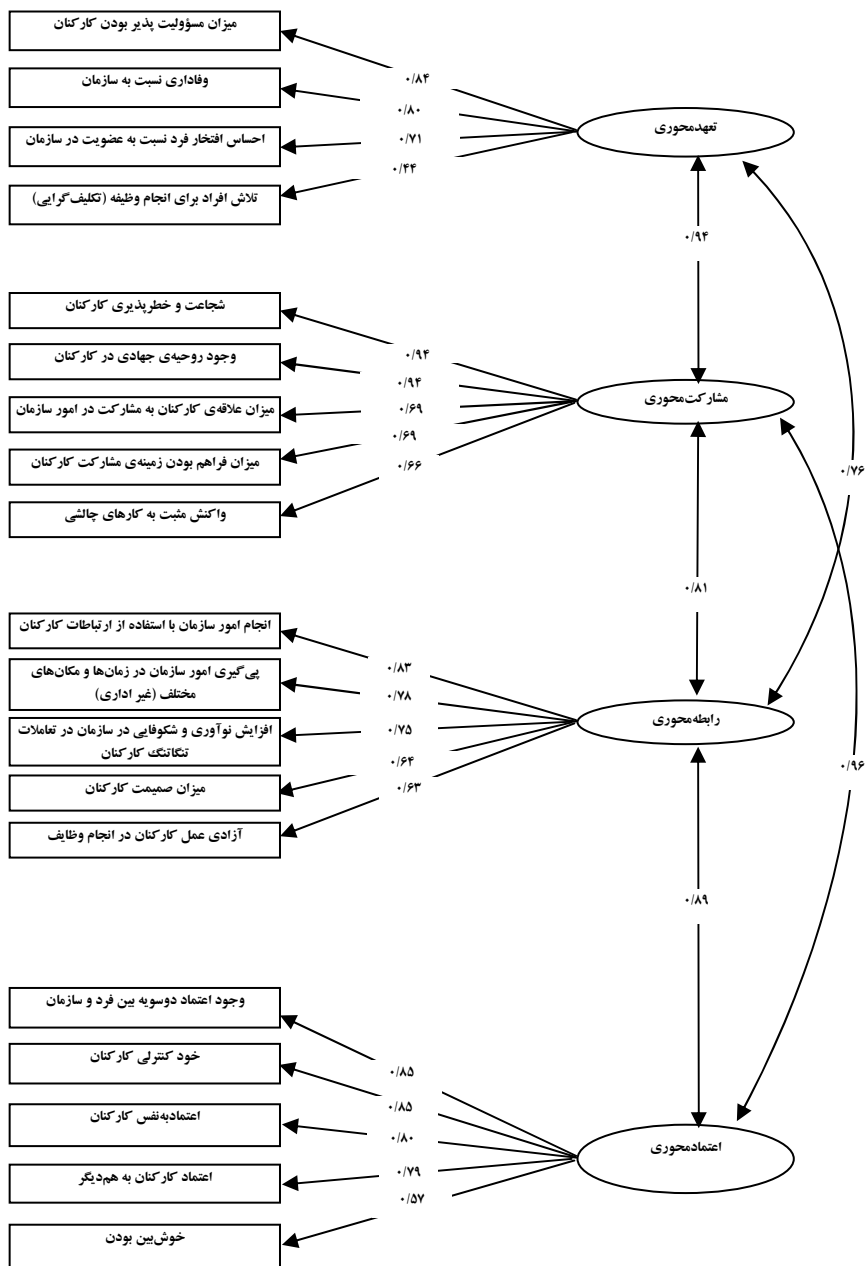 میزان مسؤولیت پذیر بودن کارکنان
وفاداری نسبت به سازمان
احساس افتخار فرد نسبت به عضویت در سازمان
تلاش افراد برای انجام وظیفه (تکلیف‌گرایی)
۰/۸۴
۰/۸۰
۰/۷۱
۰/۴۴
تعهدمحوری
۰/۹۴
شجاعت و خطرپذیری کارکنان
وجود روحیه‌ی جهادی در کارکنان
میزان علاقه‌ی کارکنان به مشارکت در امور سازمان
میزان فراهم بودن زمینه‌ی مشارکت کارکنان
واکنش مثبت به کارهای چالشی
۰/۹۴
۰/۹۴
۰/۶۹
۰/۶۹
۰/۶۶
مشارکت‌محوری
۰/۷۶
۰/۸۱
انجام امور سازمان با استفاده از ارتباطات کارکنان
پی‌گیری امور سازمان در زمان‌ها و مکان‌های
مختلف (غیر اداری)
افزایش نوآوری و شکوفایی در سازمان در تعاملات
تنگاتنگ کارکنان
میزان صمیمت کارکنان
آزادی عمل کارکنان در انجام وظایف
۰/۸۳
۰/۷۸
۰/۷۵
۰/۶۴
۰/۶۳
رابطه‌محوری
۰/۹۶
۰/۸۹
وجود اعتماد دوسویه بین فرد و سازمان
خود کنترلی کارکنان
اعتمادبه‌نفس کارکنان
اعتماد کارکنان به هم‌دیگر
خوش‌بین بودن
۰/۸۵
۰/۸۵
۰/۸۰
۰/۷۹
۰/۵۷
اعتمادمحوری